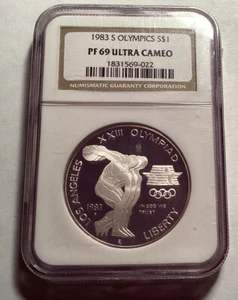 1983 S OLYMPICS S$1
PF 69 ULTRA CAMEO
1831569-022
NUMISMATIC GUARANTY CORPORATION
LOS ANGELES XXIII OLYMPIAD
1983
S
IN GOD WE
TRUST
LIBERTY